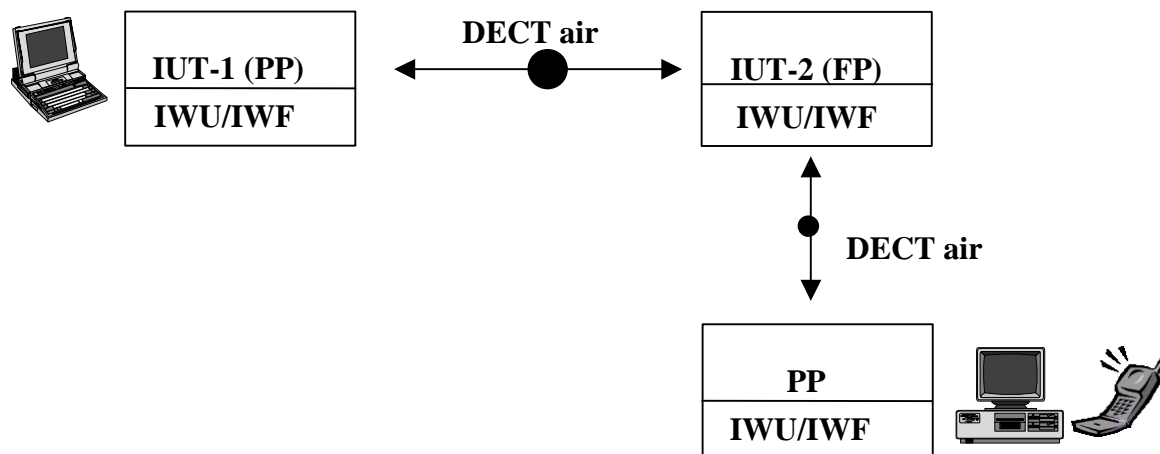 DECT air
IUT-1 (PP)
IWU/IWF
IUT-2 (FP)
IWU/IWF
DECT air
PP
IWU/IWF